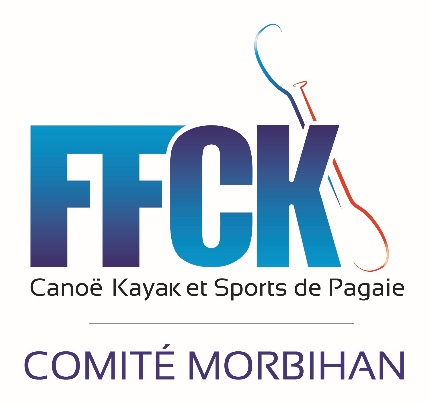 FFCK
Canoë Kayak et Sports de Pagaie
COMITÉ MORBIHAN